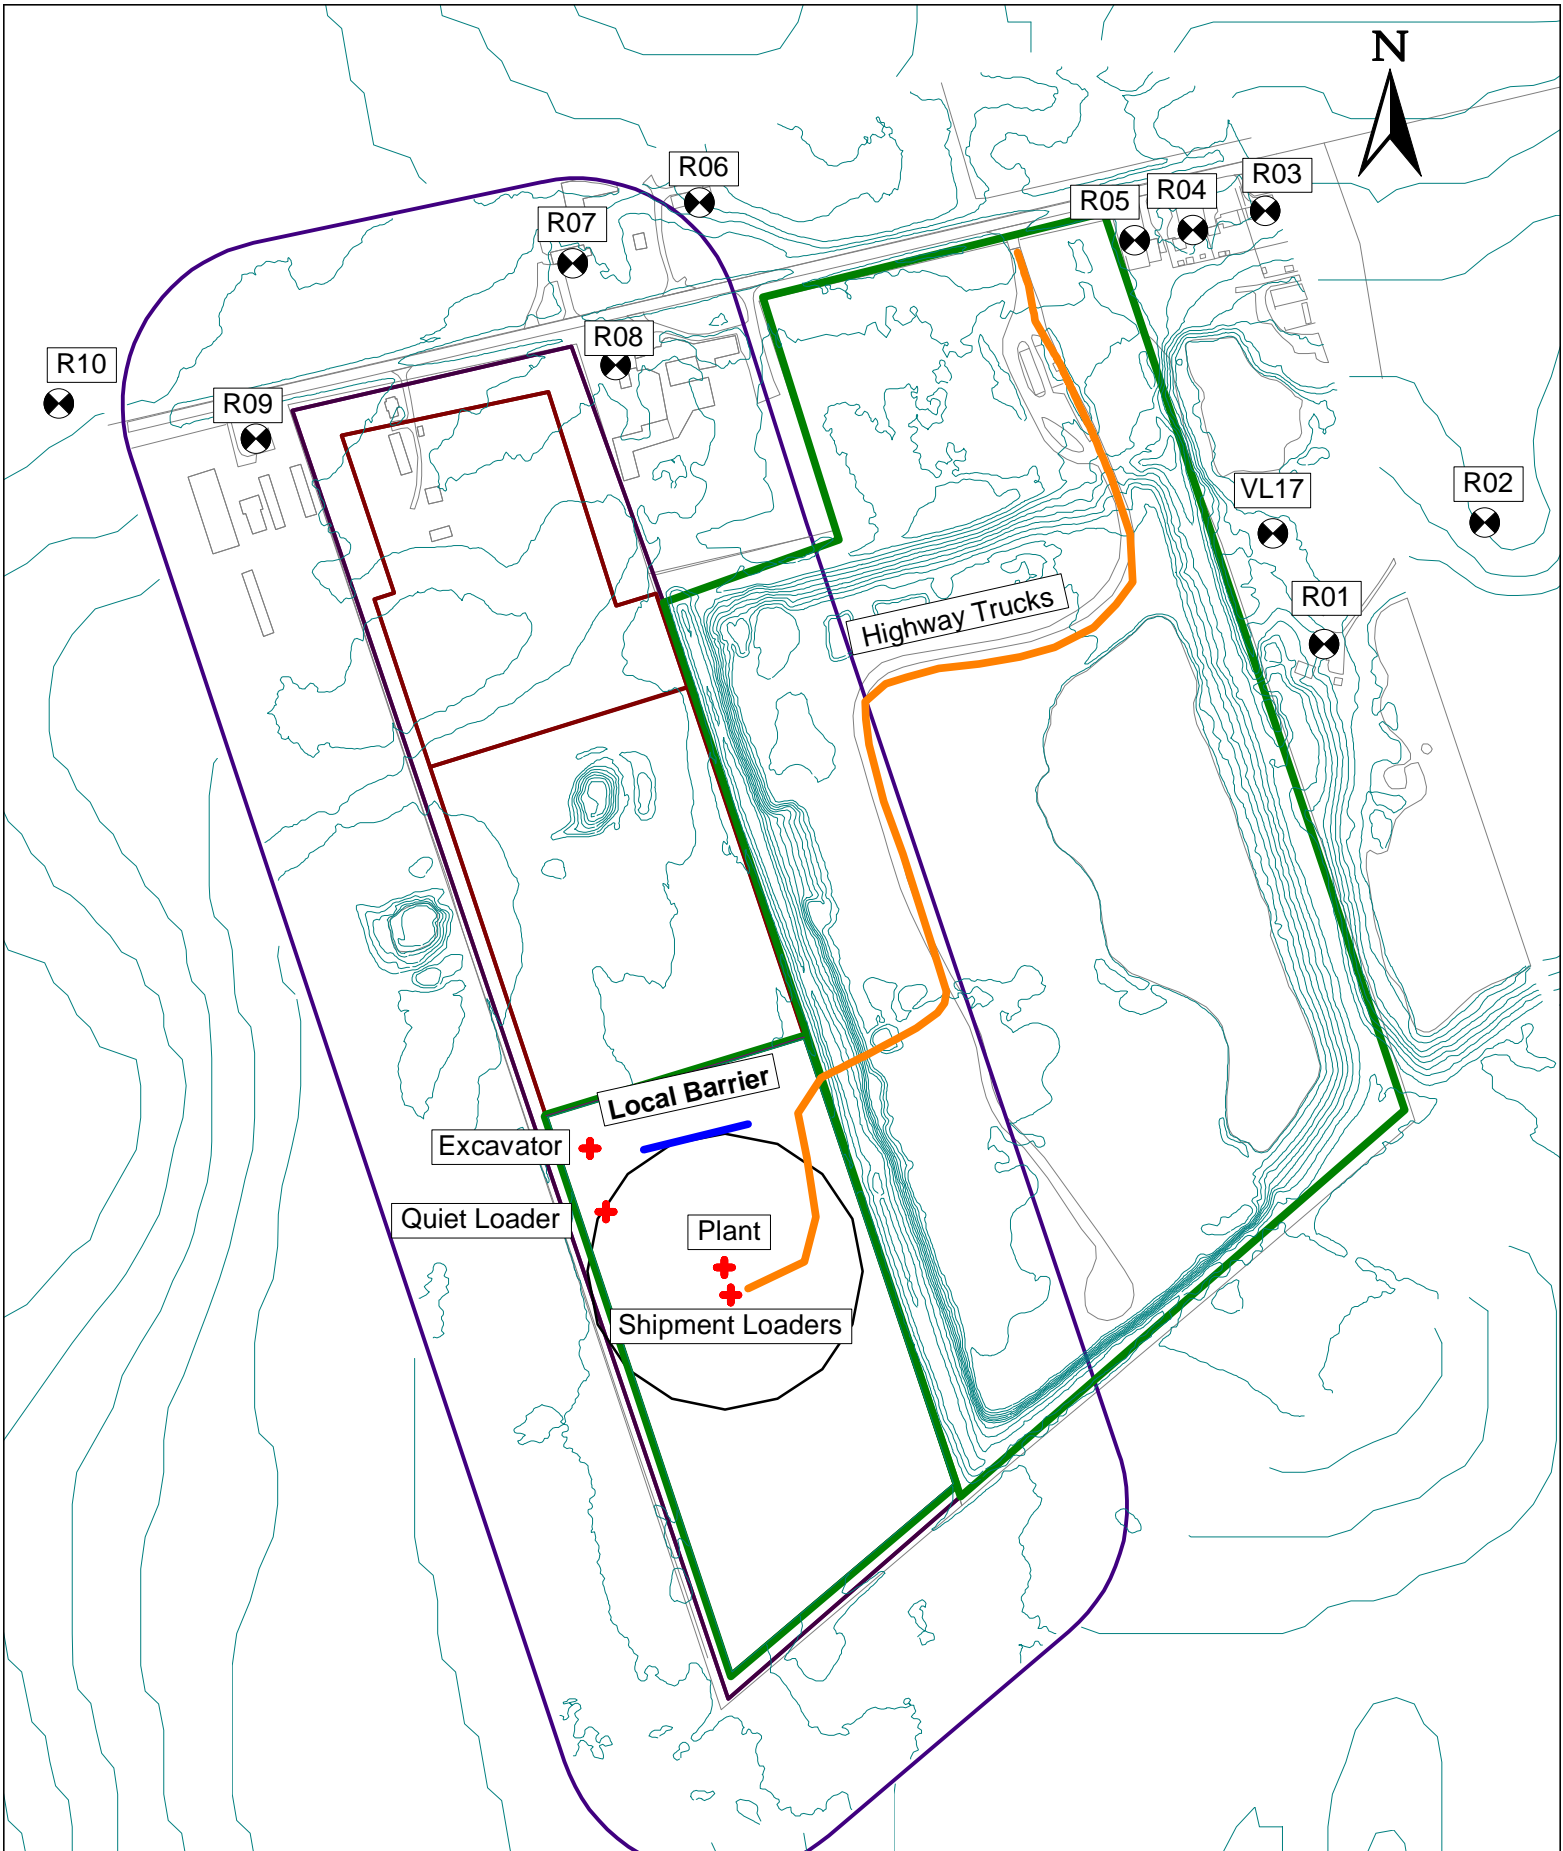 N
R06
R03
R04
R05
R07
R08
R10
R09
VL17
R02
R01
Highway Trucks
Local Barrier
Excavator
Quiet Loader
Plant
Shipment Loaders